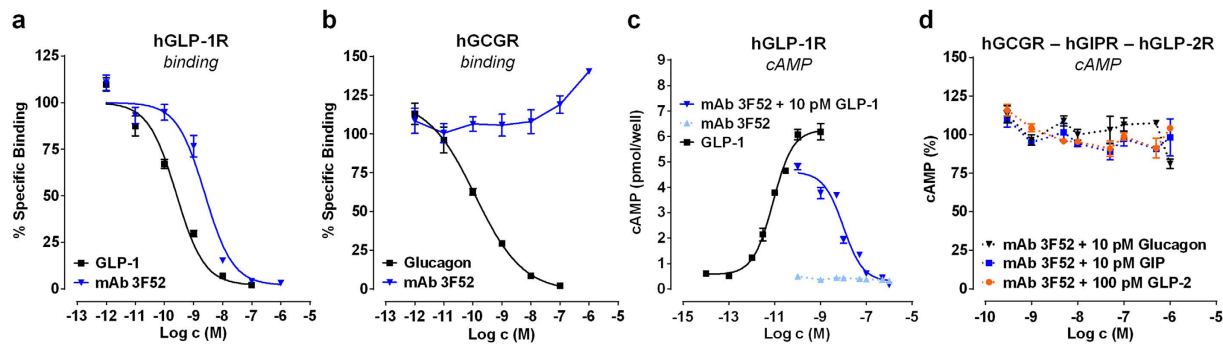 a
hGLP-1R
binding
% Specific Binding
125
100
75
50
25
0
GLP-1
mAb 3F52
-13 -12 -11 -10 -9 -8 -7 -6 -5
Log c (M)
b
hGCGR
binding
% Specific Binding
150
125
100
75
50
25
0
Glucagon
mAb 3F52
-13 -12 -11 -10 -9 -8 -7 -6 -5
Log c (M)
c
hGLP-1R
cAMP
cAMP (pmol/well)
9
8
7
6
5
4
3
2
1
0
mAb 3F52 + 10 pM GLP-1
mAb 3F52
GLP-1
-15 -13 -11 -9 -7 -5
Log c (M)
d
hGCGR – hGIPR – hGLP-2R
cAMP
cAMP (%)
150
125
100
75
50
25
0
mAb 3F52 + 10 pM Glucagon
mAb 3F52 + 10 pM GIP
mAb 3F52 + 100 pM GLP-2
-10 -9 -8 -7 -6 -5
Log c (M)